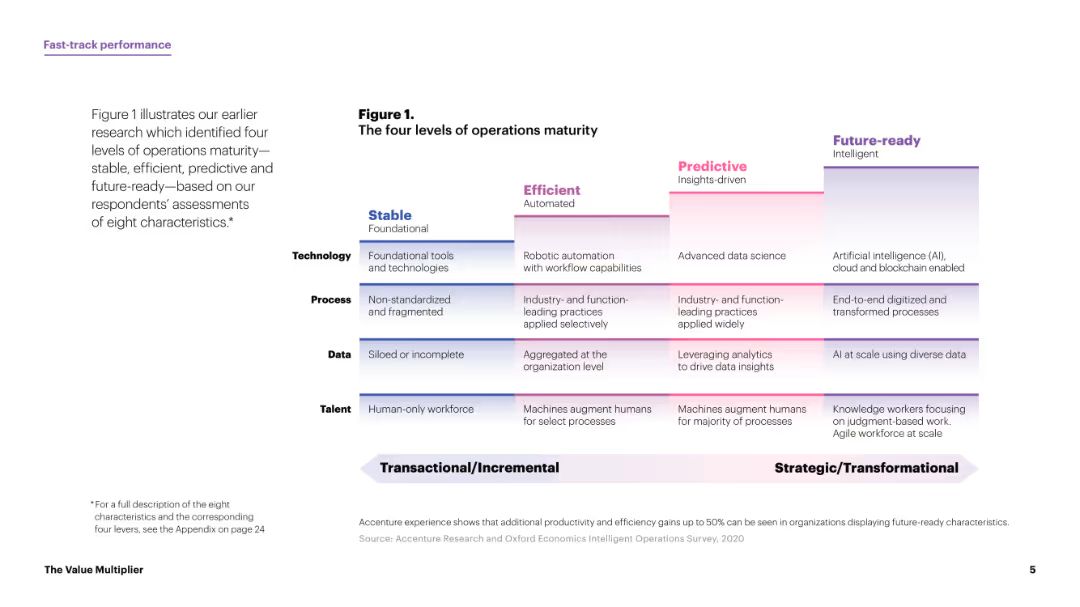 Fast-track performance
Figure 1 illustrates our earlier
research which identified four
levels of operations maturity—
stable, efficient, predictive and
future-ready—based on our
respondents’ assessments
of eight characteristics.*
Figure 1.
The four levels of operations maturity
Stable
Foundational
Efficient
Automated
Predictive
Insights-driven
Future-ready
Intelligent
Technology
Foundational tools
and technologies
Robotic automation
with workflow capabilities
Advanced data science
Artificial intelligence (AI),
cloud and blockchain enabled
Process
Non-standardized
and fragmented
Industry- and function-
leading practices
applied selectively
Industry- and function-
leading practices
applied widely
End-to-end digitized and
transformed processes
Data
Siloed or incomplete
Aggregated at the
organization level
Leveraging analytics
to drive data insights
AI at scale using diverse data
Talent
Human-only workforce
Machines augment humans
for select processes
Machines augment humans
for majority of processes
Knowledge workers focusing
on judgment-based work.
Agile workforce at scale
Transactional/Incremental
Strategic/Transformational
*For a full description of the eight
characteristics and the corresponding
four levers, see the Appendix on page 24
Accenture experience shows that additional productivity and efficiency gains up to 50% can be seen in organizations displaying future-ready characteristics.
Source: Accenture Research and Oxford Economics Intelligent Operations Survey, 2020
The Value Multiplier
5